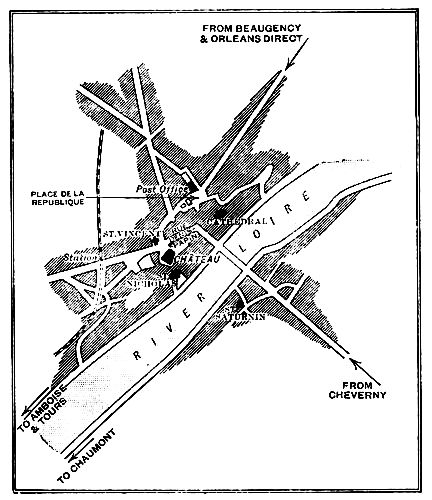 FROM BEAUGENCY
& ORLEANS DIRECT
PLACE DE LA
REPUBLIQUE
Post Office
CATHEDRAL
ST. VINCENT
Station
CHÂTEAU
NICHOLAS
RIVER LOIRE
ST.
SATURNIN
FROM
CHEVERNY
TO AMBOISE
& TOURS
TO CHAUMONT